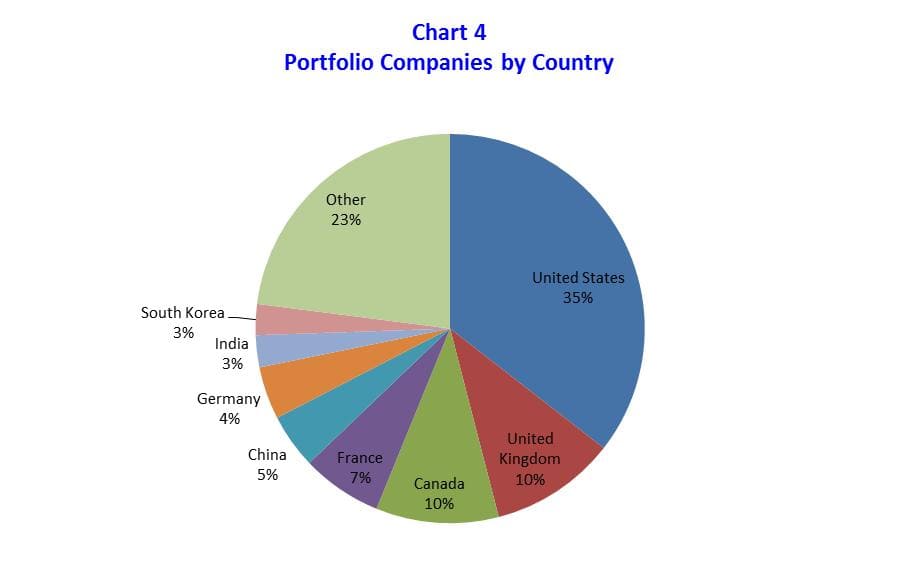 Chart 4
Portfolio Companies by Country
Other
23%
United States
35%
South Korea
3%
India
3%
Germany
4%
China
5%
France
7%
Canada
10%
United
Kingdom
10%